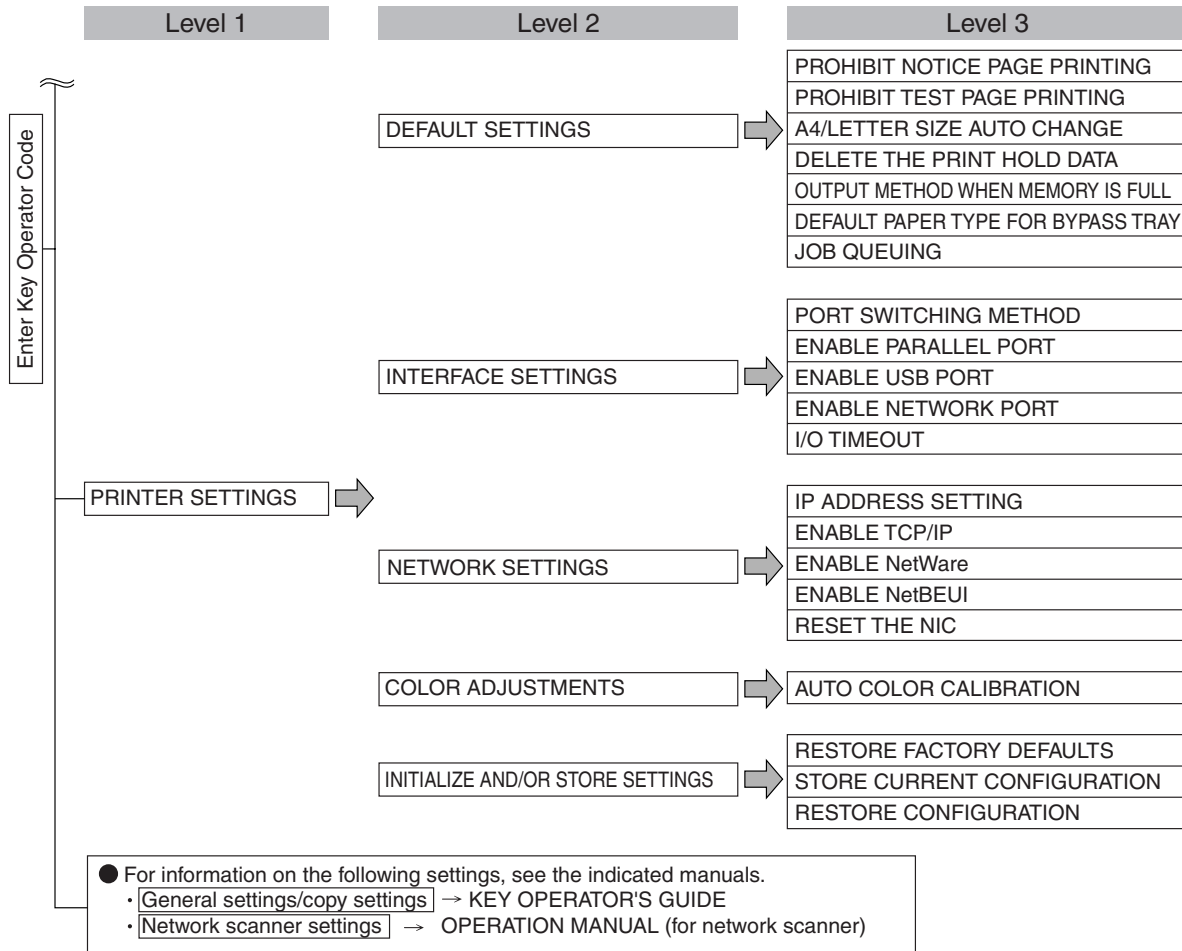 Level 1
Level 2
Level 3
Enter Key Operator Code
PRINTER SETTINGS
DEFAULT SETTINGS
PROHIBIT NOTICE PAGE PRINTING
PROHIBIT TEST PAGE PRINTING
A4/LETTER SIZE AUTO CHANGE
DELETE THE PRINT HOLD DATA
OUTPUT METHOD WHEN MEMORY IS FULL
DEFAULT PAPER TYPE FOR BYPASS TRAY
JOB QUEUING
INTERFACE SETTINGS
PORT SWITCHING METHOD
ENABLE PARALLEL PORT
ENABLE USB PORT
ENABLE NETWORK PORT
I/O TIMEOUT
NETWORK SETTINGS
IP ADDRESS SETTING
ENABLE TCP/IP
ENABLE NetWare
ENABLE NetBEUI
RESET THE NIC
COLOR ADJUSTMENTS
AUTO COLOR CALIBRATION
INITIALIZE AND/OR STORE SETTINGS
RESTORE FACTORY DEFAULTS
STORE CURRENT CONFIGURATION
RESTORE CONFIGURATION
● For information on the following settings, see the indicated manuals.
· General settings/copy settings → KEY OPERATOR'S GUIDE
· Network scanner settings → OPERATION MANUAL (for network scanner)